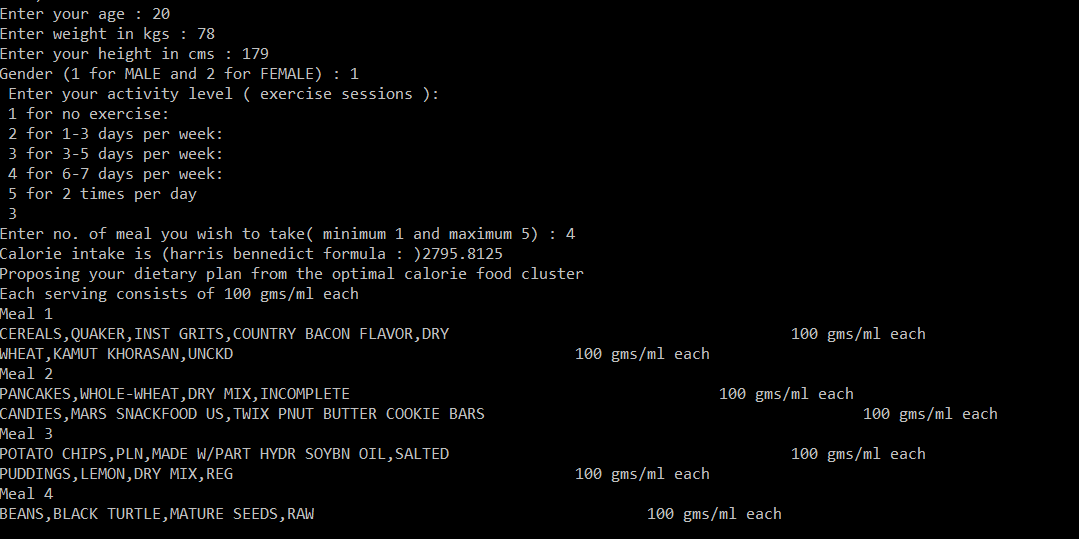 Enter your age : 20
Enter weight in kgs : 78
Enter your height in cms : 179
Gender (1 for MALE and 2 for FEMALE) : 1
Enter your activity level ( exercise sessions ):
1 for no exercise:
2 for 1-3 days per week:
3 for 3-5 days per week:
4 for 6-7 days per week:
5 for 2 times per day
3
Enter no. of meal you wish to take( minimum 1 and maximum 5) : 4
Calorie intake is (harris bennedict formula : )2795.8125
Proposing your dietary plan from the optimal calorie food cluster
Each serving consists of 100 gms/ml each
Meal 1
CEREALS,QUAKER,INST GRITS,COUNTRY BACON FLAVOR,DRY 100 gms/ml each
WHEAT,KAMUT KHORASAN,UNCKD 100 gms/ml each
Meal 2
PANCAKES,WHOLE-WHEAT,DRY MIX,INCOMPLETE 100 gms/ml each
CANDIES,MARS SNACKFOOD US,TWIX PNUT BUTTER COOKIE BARS 100 gms/ml each
Meal 3
POTATO CHIPS,PLN,MADE W/PART HYDR SOYBN OIL,SALTED 100 gms/ml each
PUDDINGS,LEMON,DRY MIX,REG 100 gms/ml each
Meal 4
BEANS,BLACK TURTLE,MATURE SEEDS,RAW 100 gms/ml each